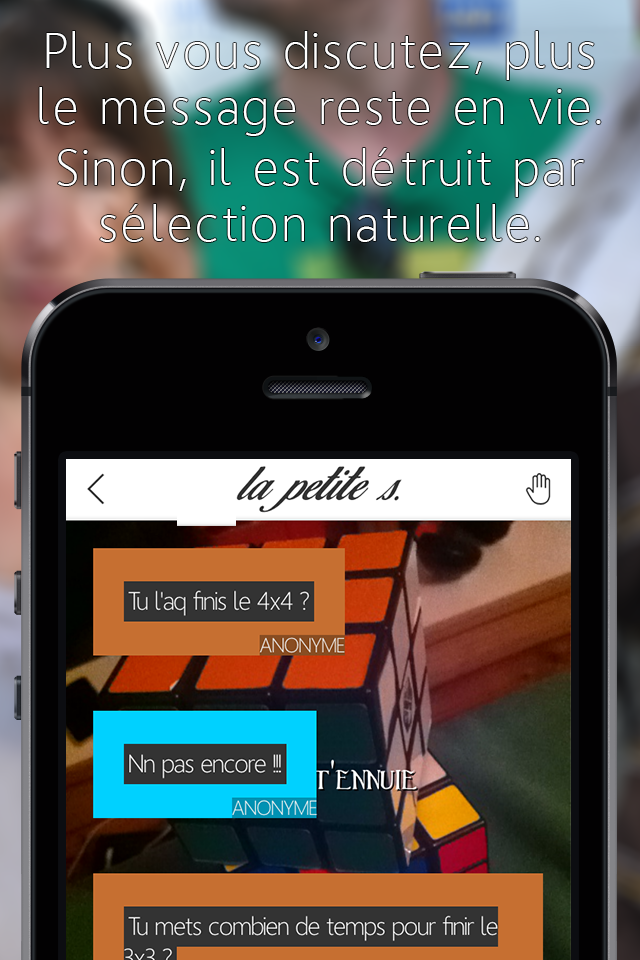 Plus vous discutez, plus
le message reste en vie.
Sinon, il est détruit par
sélection naturelle.
la petite s.
Tu l'aq finis le 4x4 ?
ANONYME
Nn pas encore !!!
T'ENNUIE
ANONYME
Tu mets combien de temps pour finir le
3x3 ?